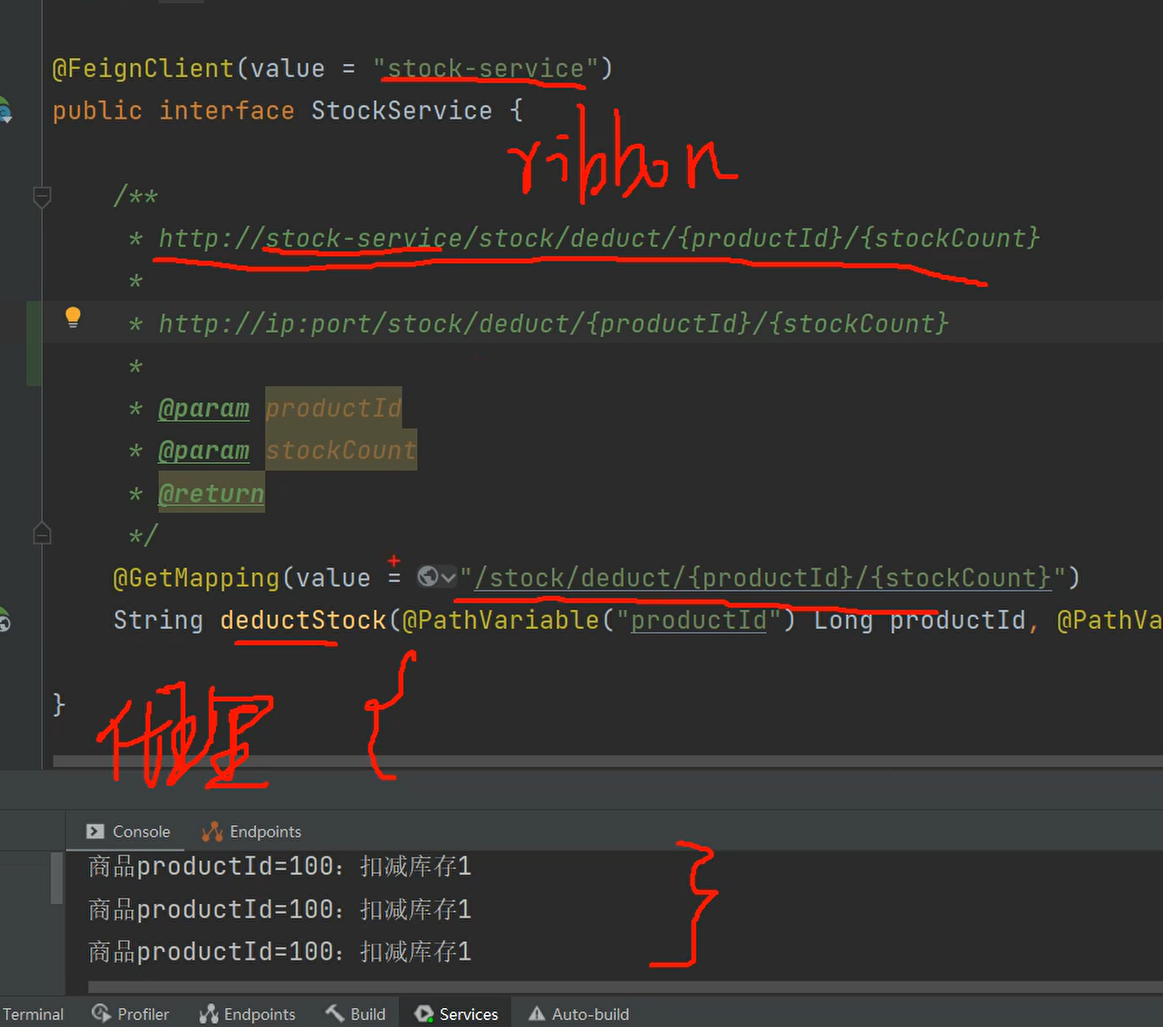 @FeignClient(value = "stock-service")
public interface StockService {
ribbon
/**
* http://stock-service/stock/deduct/{productId}/{stockCount}
*
* http://ip:port/stock/deduct/{productId}/{stockCount}
*
* @param productId
* @param stockCount
* @return
*/
@GetMapping(value = "/stock/deduct/{productId}/{stockCount}")
String deductStock(@PathVariable("productId") Long productId, @PathVa
}
代理 {
Console Endpoints
商品productId=100：扣减库存1
商品productId=100：扣减库存1
商品productId=100：扣减库存1
}
Terminal Profiler Endpoints Build Services Auto-build